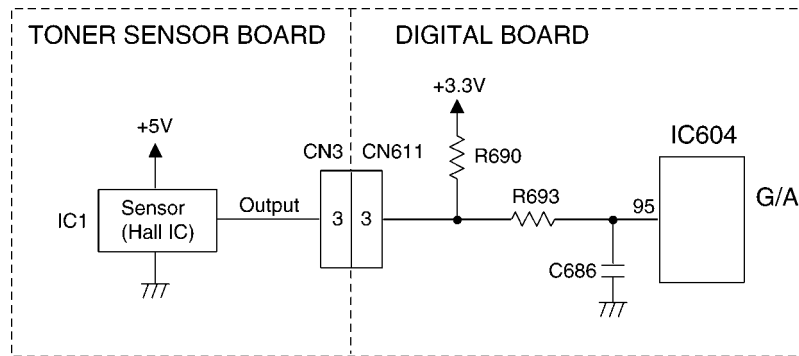 TONER SENSOR BOARD
DIGITAL BOARD
+3.3V
+5V
CN3
CN611
R690
IC604
IC1
Sensor
(Hall IC)
Output
3
3
R693
95
G/A
C686